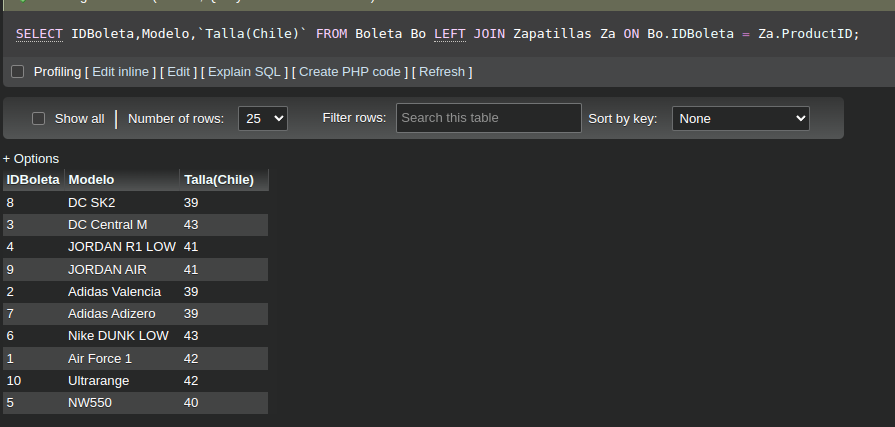 SELECT IDBoleta,Modelo,`Talla(Chile)` FROM Boleta Bo LEFT JOIN Zapatillas Za ON Bo.IDBoleta = Za.ProductID;
Profiling [ Edit inline ] [ Edit ] [ Explain SQL ] [ Create PHP code ] [ Refresh ]
Show all Number of rows: 25 Filter rows: Search this table Sort by key: None
+ Options
IDBoleta Modelo Talla(Chile)
8 DC SK2 39
3 DC Central M 43
4 JORDAN R1 LOW 41
9 JORDAN AIR 41
2 Adidas Valencia 39
7 Adidas Adizero 39
6 Nike DUNK LOW 43
1 Air Force 1 42
10 Ultrarange 42
5 NW550 40